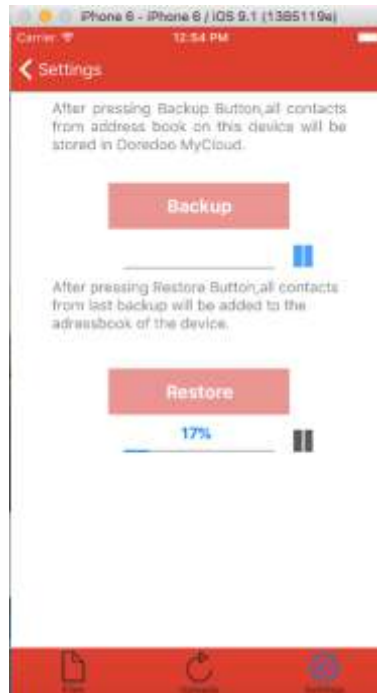 iPhone 6 - iPhone 6 / iOS 9.1 (13B5119e)
Carrier 12:54 PM
Settings
After pressing Backup Button,all contacts
from address book on this device will be
stored in Ooredoo MyCloud.
Backup
After pressing Restore Button,all contacts
from last backup will be added to the
adressbook of the device.
Restore
17%